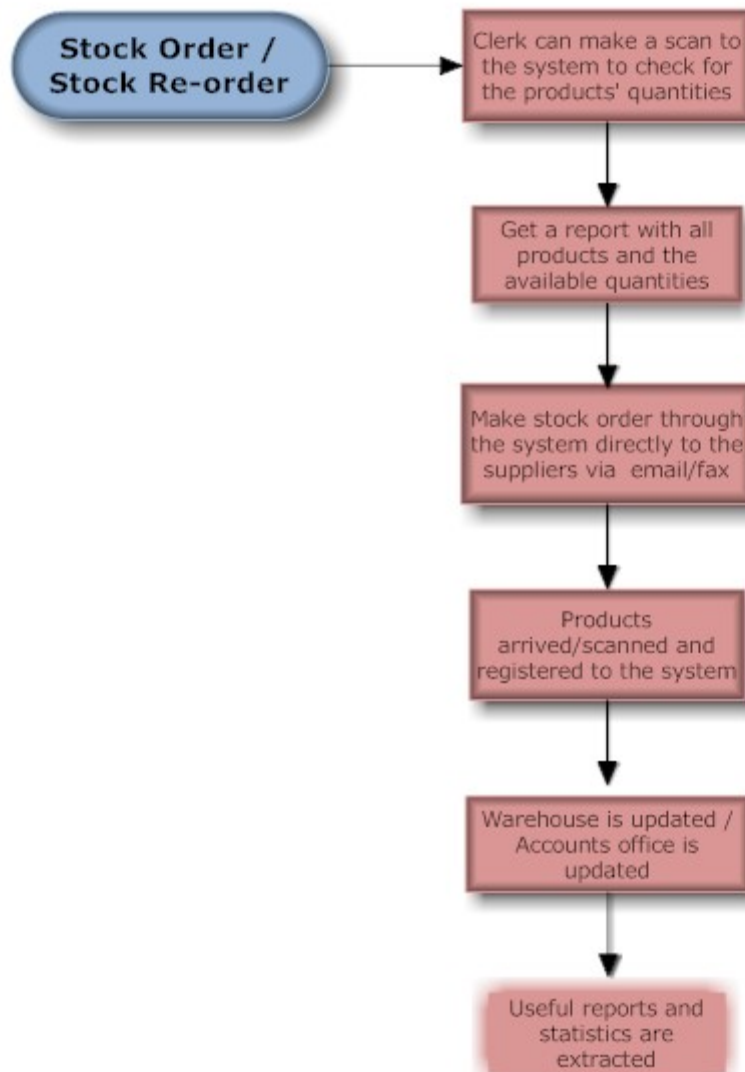 Stock Order /
Stock Re-order
Clerk can make a scan to
the system to check for
the products' quantities
Get a report with all
products and the
available quantities
Make stock order through
the system directly to the
suppliers via email/fax
Products
arrived/scanned and
registered to the system
Warehouse is updated /
Accounts office is
updated
Useful reports and
statistics are
extracted